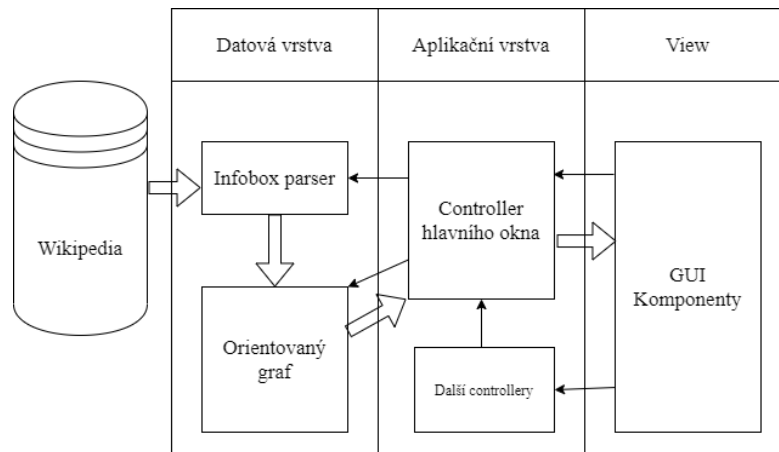 Datová vrstva
Aplikační vrstva
View
Wikipedia
Infobox parser
Orientovaný
graf
Controller
hlavního okna
Další controllery
GUI
Komponenty